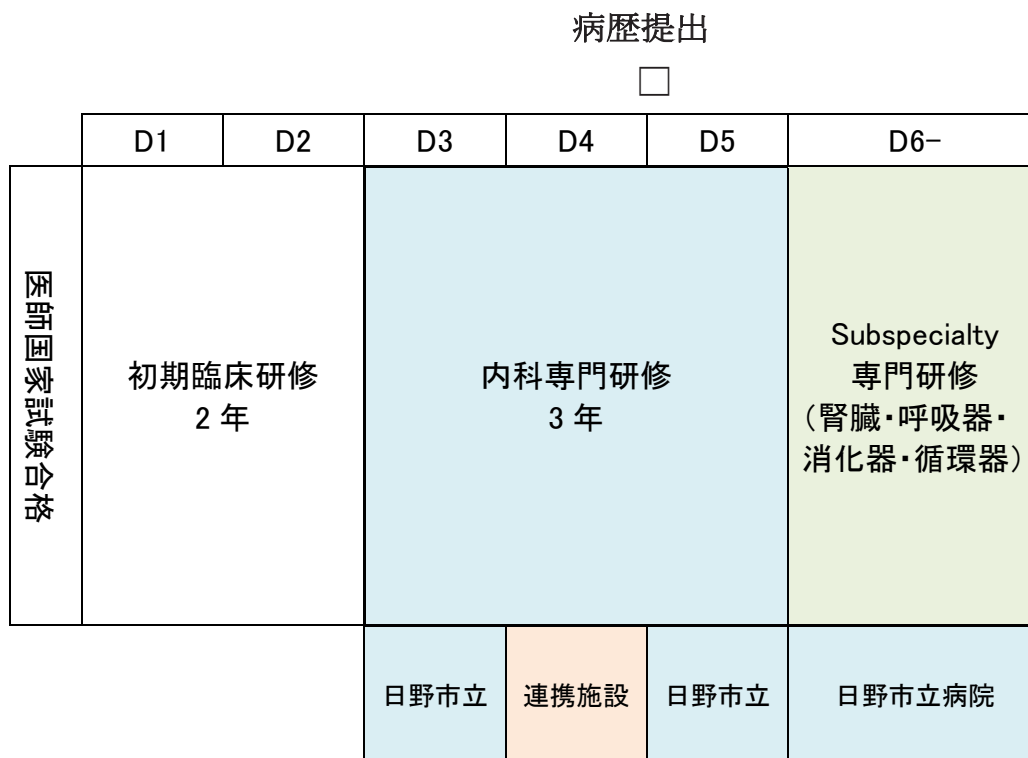 病歴提出
□
D1 D2 D3 D4 D5 D6-
医師国家試験合格
初期臨床研修
2 年
内科専門研修
3 年
Subspecialty
専門研修
（腎臓・呼吸器・
消化器・循環器）
日野市立 連携施設 日野市立 日野市立病院